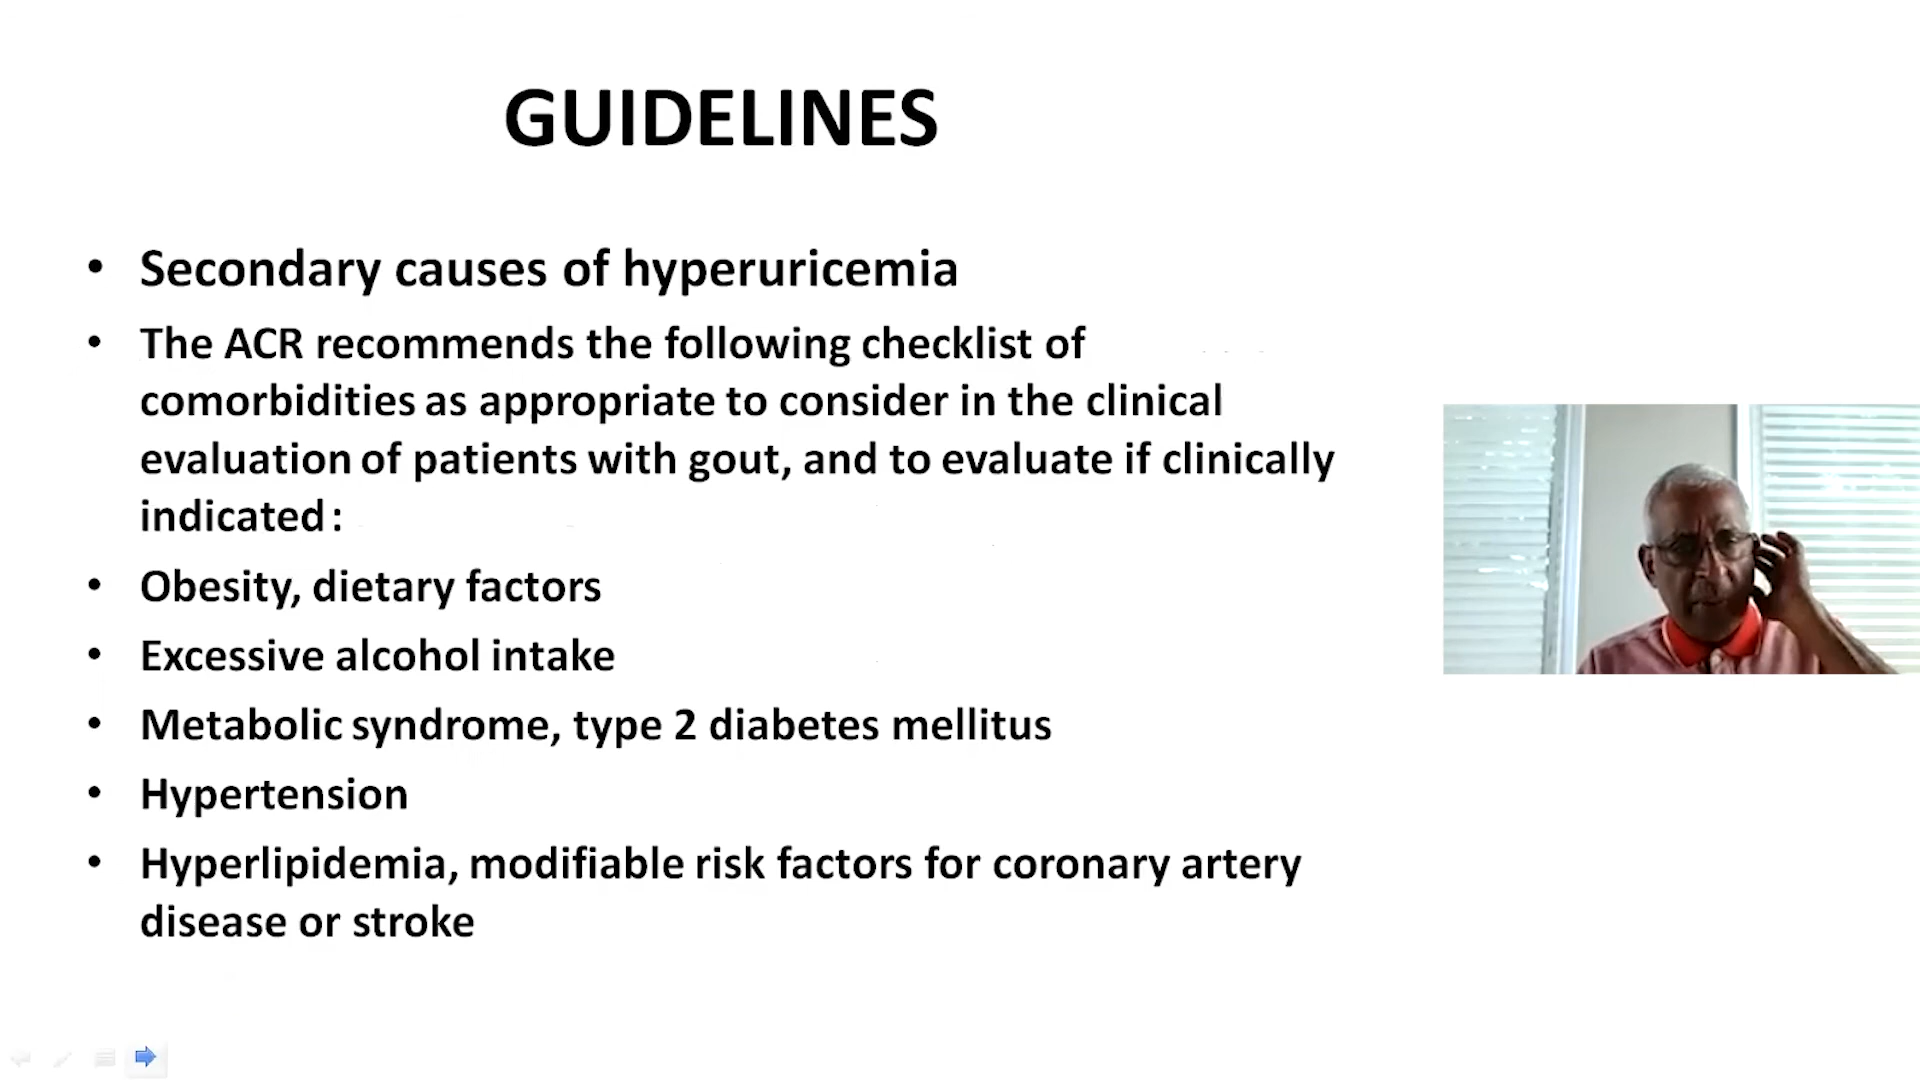 GUIDELINES
• Secondary causes of hyperuricemia
• The ACR recommends the following checklist of
comorbidities as appropriate to consider in the clinical
evaluation of patients with gout, and to evaluate if clinically
indicated:
• Obesity, dietary factors
• Excessive alcohol intake
• Metabolic syndrome, type 2 diabetes mellitus
• Hypertension
• Hyperlipidemia, modifiable risk factors for coronary artery
disease or stroke